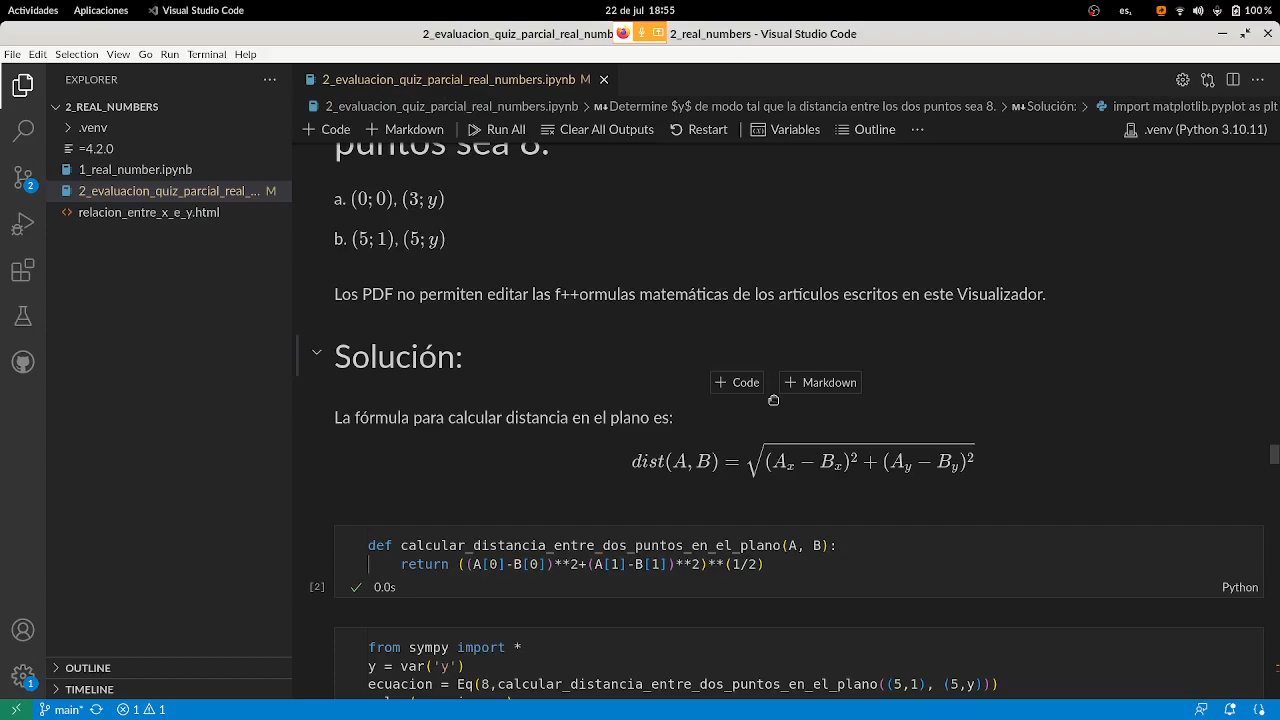 Actividades Aplicaciones Visual Studio Code 22 de jul 18:55 es, 100 %
2_evaluacion_quiz_parcial_real_numb 2_real_numbers - Visual Studio Code
File Edit Selection View Go Run Terminal Help
EXPLORER
2_REAL_NUMBERS
.venv
=4.2.0
1_real_number.ipynb
2_evaluacion_quiz_parcial_real_... M
relacion_entre_x_e_y.html
OUTLINE
TIMELINE
2
1
2_evaluacion_quiz_parcial_real_numbers.ipynb M
2_evaluacion_quiz_parcial_real_numbers.ipynb > Determine $y$ de modo tal que la distancia entre los dos puntos sea 8. > Solución: > import matplotlib.pyplot as plt
+ Code + Markdown Run All Clear All Outputs Restart Variables Outline ... .venv (Python 3.10.11)
puntos sea 8.
a. (0; 0), (3; y)
b. (5; 1), (5; y)
Los PDF no permiten editar las f++ormulas matemáticas de los artículos escritos en este Visualizador.
Solución:
+ Code + Markdown
La fórmula para calcular distancia en el plano es:
dist(A, B) = √((A_x − B_x)² + (A_y − B_y)²)
def calcular_distancia_entre_dos_puntos_en_el_plano(A, B):
return ((A[0]-B[0])**2+(A[1]-B[1])**2)**(1/2)
[2] 0.0s Python
from sympy import *
y = var('y')
ecuacion = Eq(8,calcular_distancia_entre_dos_puntos_en_el_plano((5,1), (5,y)))
main* 1 1